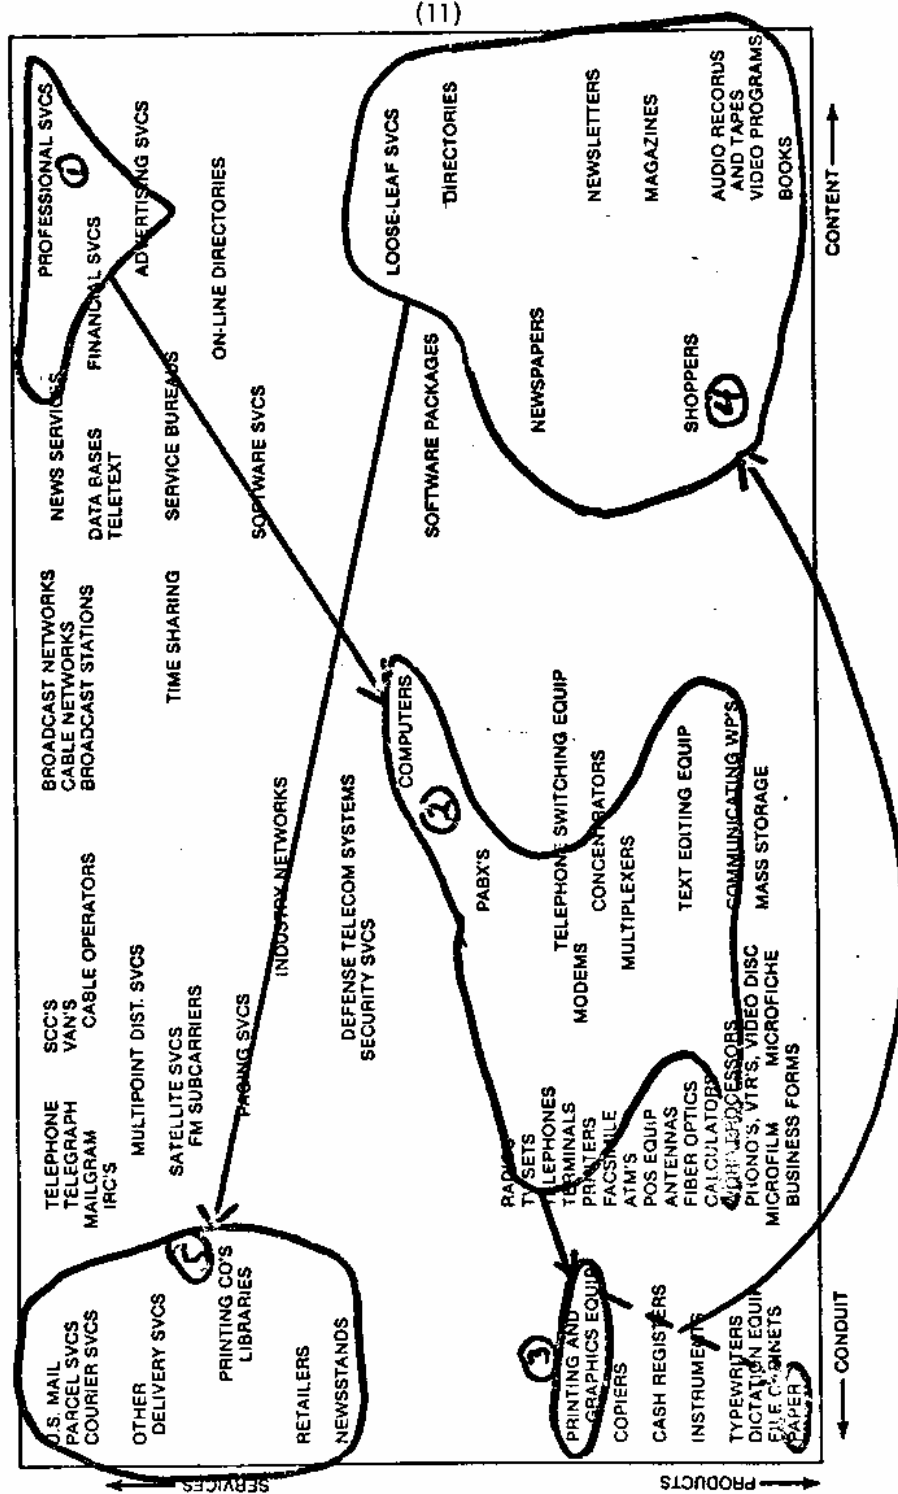 (11)
U.S. MAIL
PARCEL SVCS
COURIER SVCS
OTHER
DELIVERY SVCS
5
PRINTING CO'S
LIBRARIES
RETAILERS
NEWSSTANDS
TELEPHONE
TELEGRAPH
MAILGRAM
IRC'S
SCC'S
VAN'S
CABLE OPERATORS
MULTIPOINT DIST. SVCS
SATELLITE SVCS
FM SUBCARRIERS
PAGING SVCS
INDUSTRY NETWORKS
DEFENSE TELECOM SYSTEMS
SECURITY SVCS
BROADCAST NETWORKS
CABLE NETWORKS
BROADCAST STATIONS
TIME SHARING
NEWS SERVICES
DATA BASES
TELETEXT
SERVICE BUREAUS
SOFTWARE SVCS
PROFESSIONAL SVCS
1
FINANCIAL SVCS
ADVERTISING SVCS
ON-LINE DIRECTORIES
COMPUTERS
2
PABX'S
SOFTWARE PACKAGES
LOOSE-LEAF SVCS
DIRECTORIES
NEWSPAPERS
NEWSLETTERS
MAGAZINES
SHOPPERS
4
AUDIO RECORDS
AND TAPES
VIDEO PROGRAMS
BOOKS
TELEPHONE SWITCHING EQUIP
MODEMS
CONCENTRATORS
MULTIPLEXERS
TEXT EDITING EQUIP
COMMUNICATING WP'S
MASS STORAGE
RADIOS
TV SETS
TELEPHONES
TERMINALS
PRINTERS
FACSIMILE
ATM'S
POS EQUIP
ANTENNAS
FIBER OPTICS
CALCULATORS
WORD PROCESSORS
PHONO'S, VTR'S, VIDEO DISC
MICROFILM MICROFICHE
BUSINESS FORMS
3
PRINTING AND
GRAPHICS EQUIP
COPIERS
CASH REGISTERS
INSTRUMENTS
TYPEWRITERS
DICTATION EQUIP
FILE CABINETS
PAPER
SERVICES
PRODUCTS
CONDUIT
CONTENT